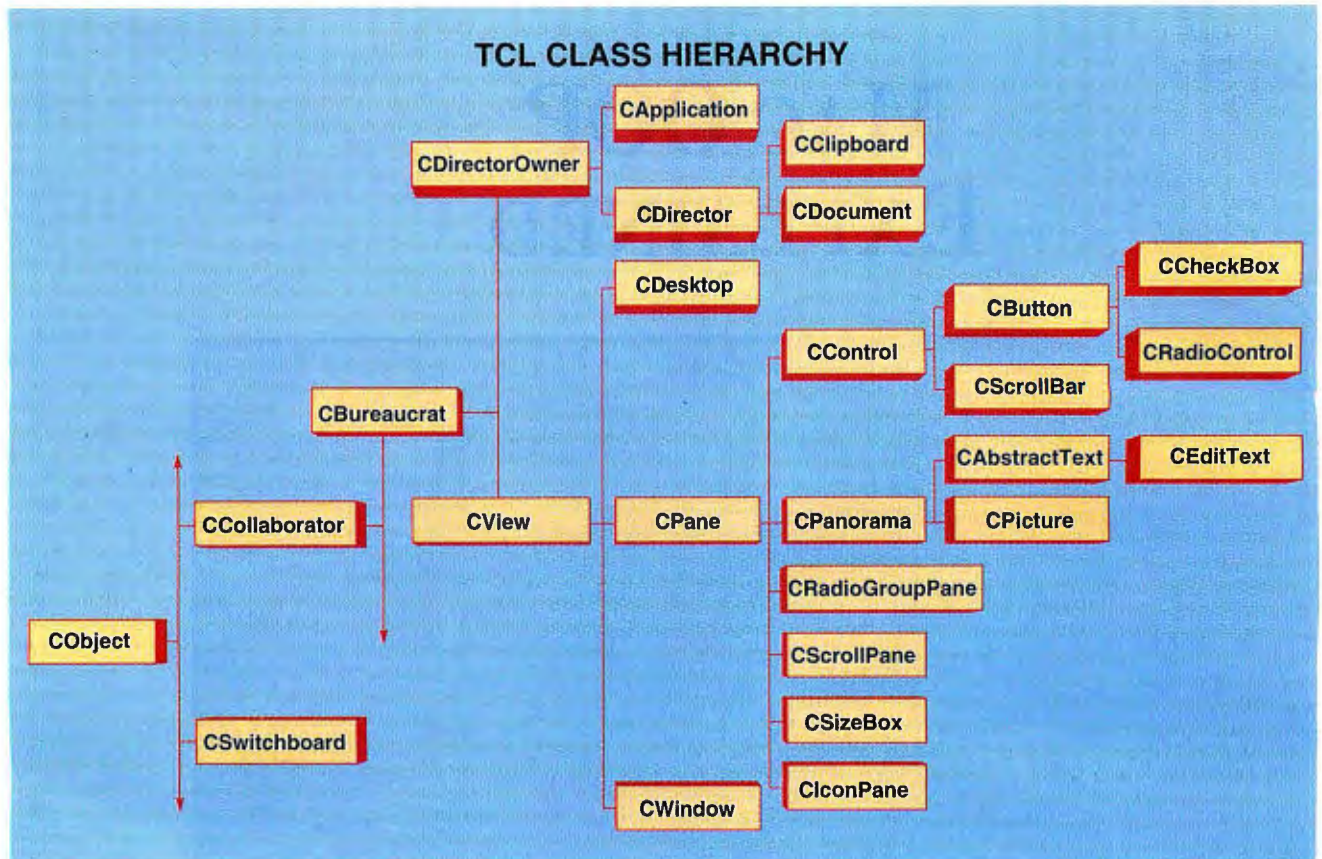 TCL CLASS HIERARCHY
CApplication
CClipboard
CDirectorOwner
CDirector
CDocument
CCheckBox
CDesktop
CButton
CControl
CRadioControl
CScrollBar
CBureaucrat
CAbstractText
CEditText
CCollaborator
CView
CPane
CPanorama
CPicture
CRadioGroupPane
CObject
CScrollPane
CSizeBox
CSwitchboard
CIconPane
CWindow